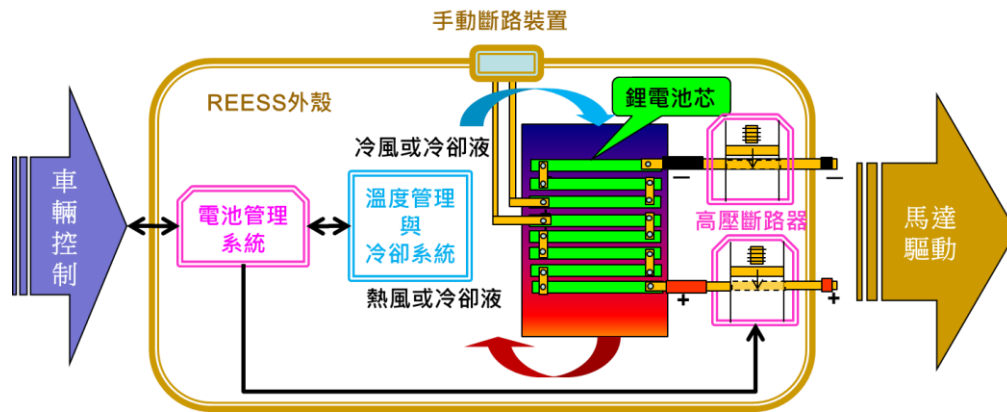 手動斷路裝置
REESS外殼
鋰電池芯
冷風或冷卻液
車輛控制
電池管理
系統
溫度管理
與
冷卻系統
高壓斷路器
馬達驅動
熱風或冷卻液
−
−
+
+